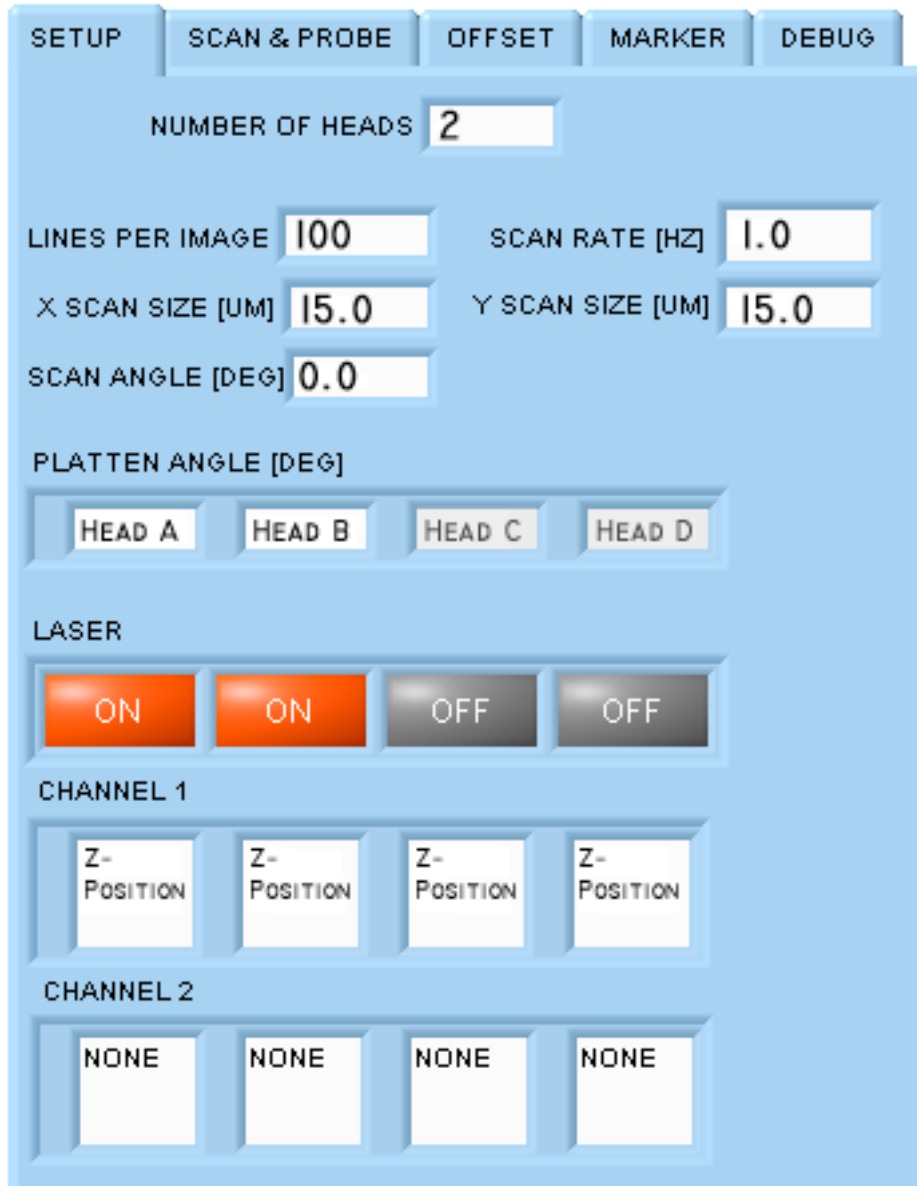 SETUP SCAN & PROBE OFFSET MARKER DEBUG
NUMBER OF HEADS 2
LINES PER IMAGE 100 SCAN RATE [HZ] 1.0
X SCAN SIZE [UM] 15.0 Y SCAN SIZE [UM] 15.0
SCAN ANGLE [DEG] 0.0
PLATTEN ANGLE [DEG]
HEAD A HEAD B HEAD C HEAD D
LASER
ON ON OFF OFF
CHANNEL 1
Z- Z- Z- Z-
POSITION POSITION POSITION POSITION
CHANNEL 2
NONE NONE NONE NONE